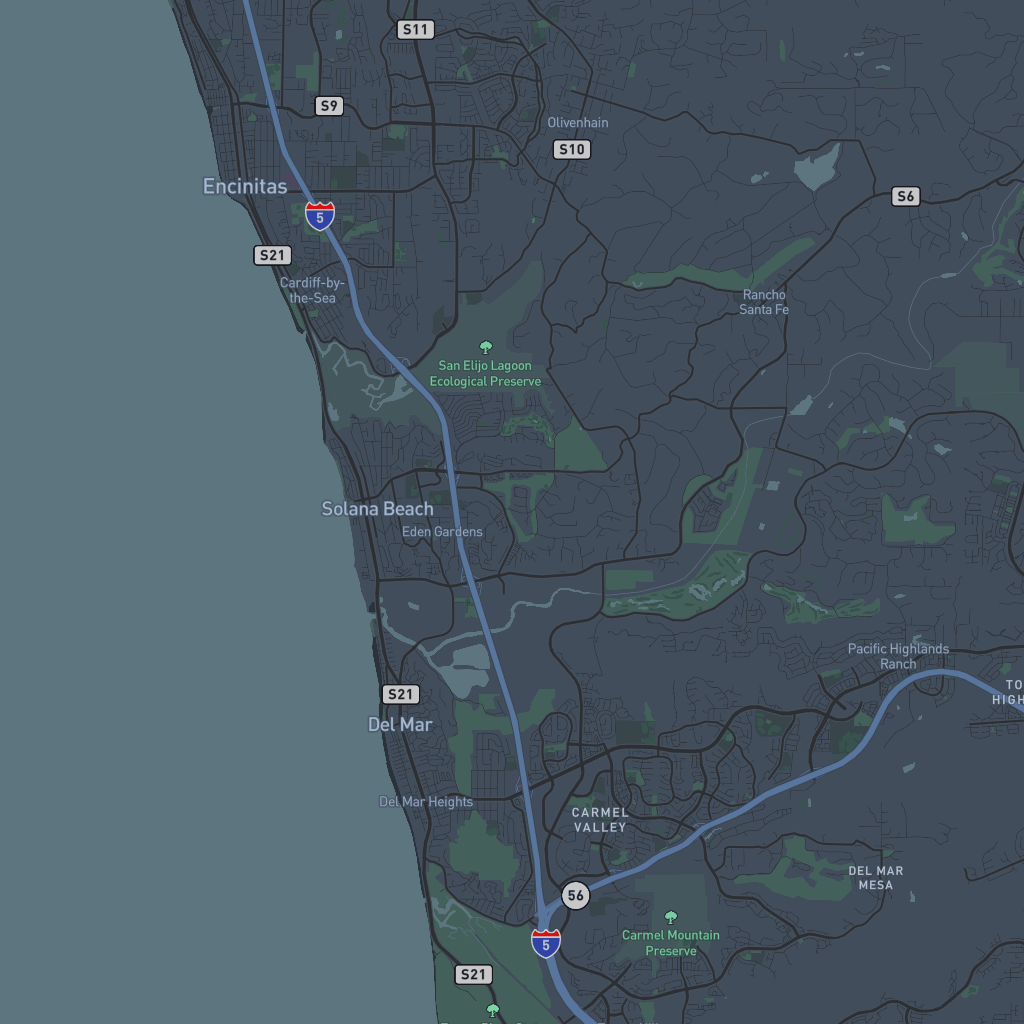 S11
S9
Olivenhain
S10
Encinitas
S6
5
S21
Cardiff-by-
the-Sea
Rancho
Santa Fe
San Elijo Lagoon
Ecological Preserve
Solana Beach
Eden Gardens
Pacific Highlands
Ranch
TO
HIGH
S21
Del Mar
Del Mar Heights
CARMEL
VALLEY
DEL MAR
MESA
56
Carmel Mountain
Preserve
5
S21